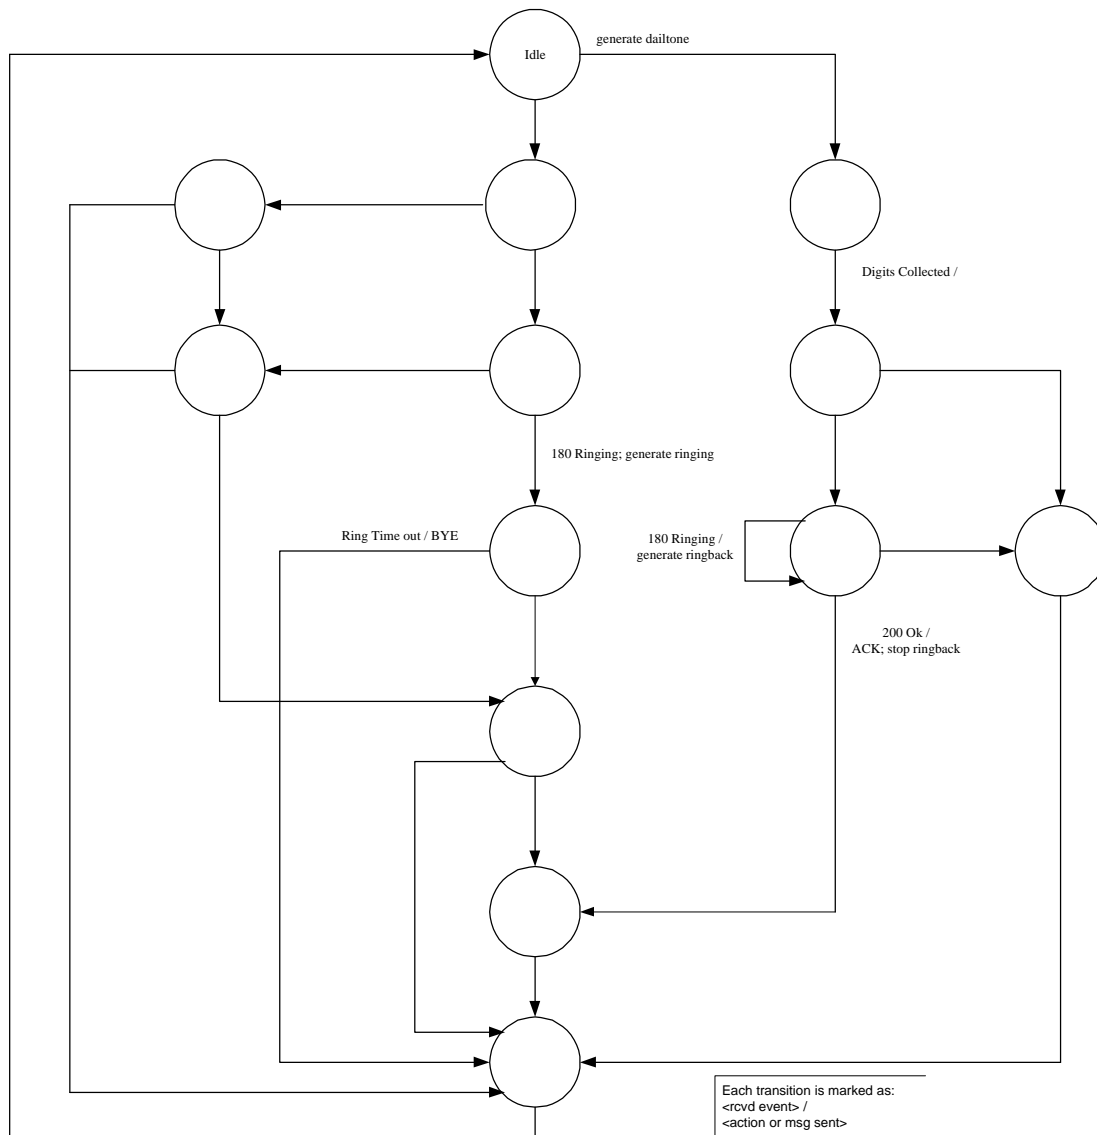 generate dailtone
Idle
Digits Collected /
180 Ringing; generate ringing
Ring Time out / BYE
180 Ringing /
generate ringback
200 Ok /
ACK; stop ringback
Each transition is marked as:
<rcvd event> /
<action or msg sent>